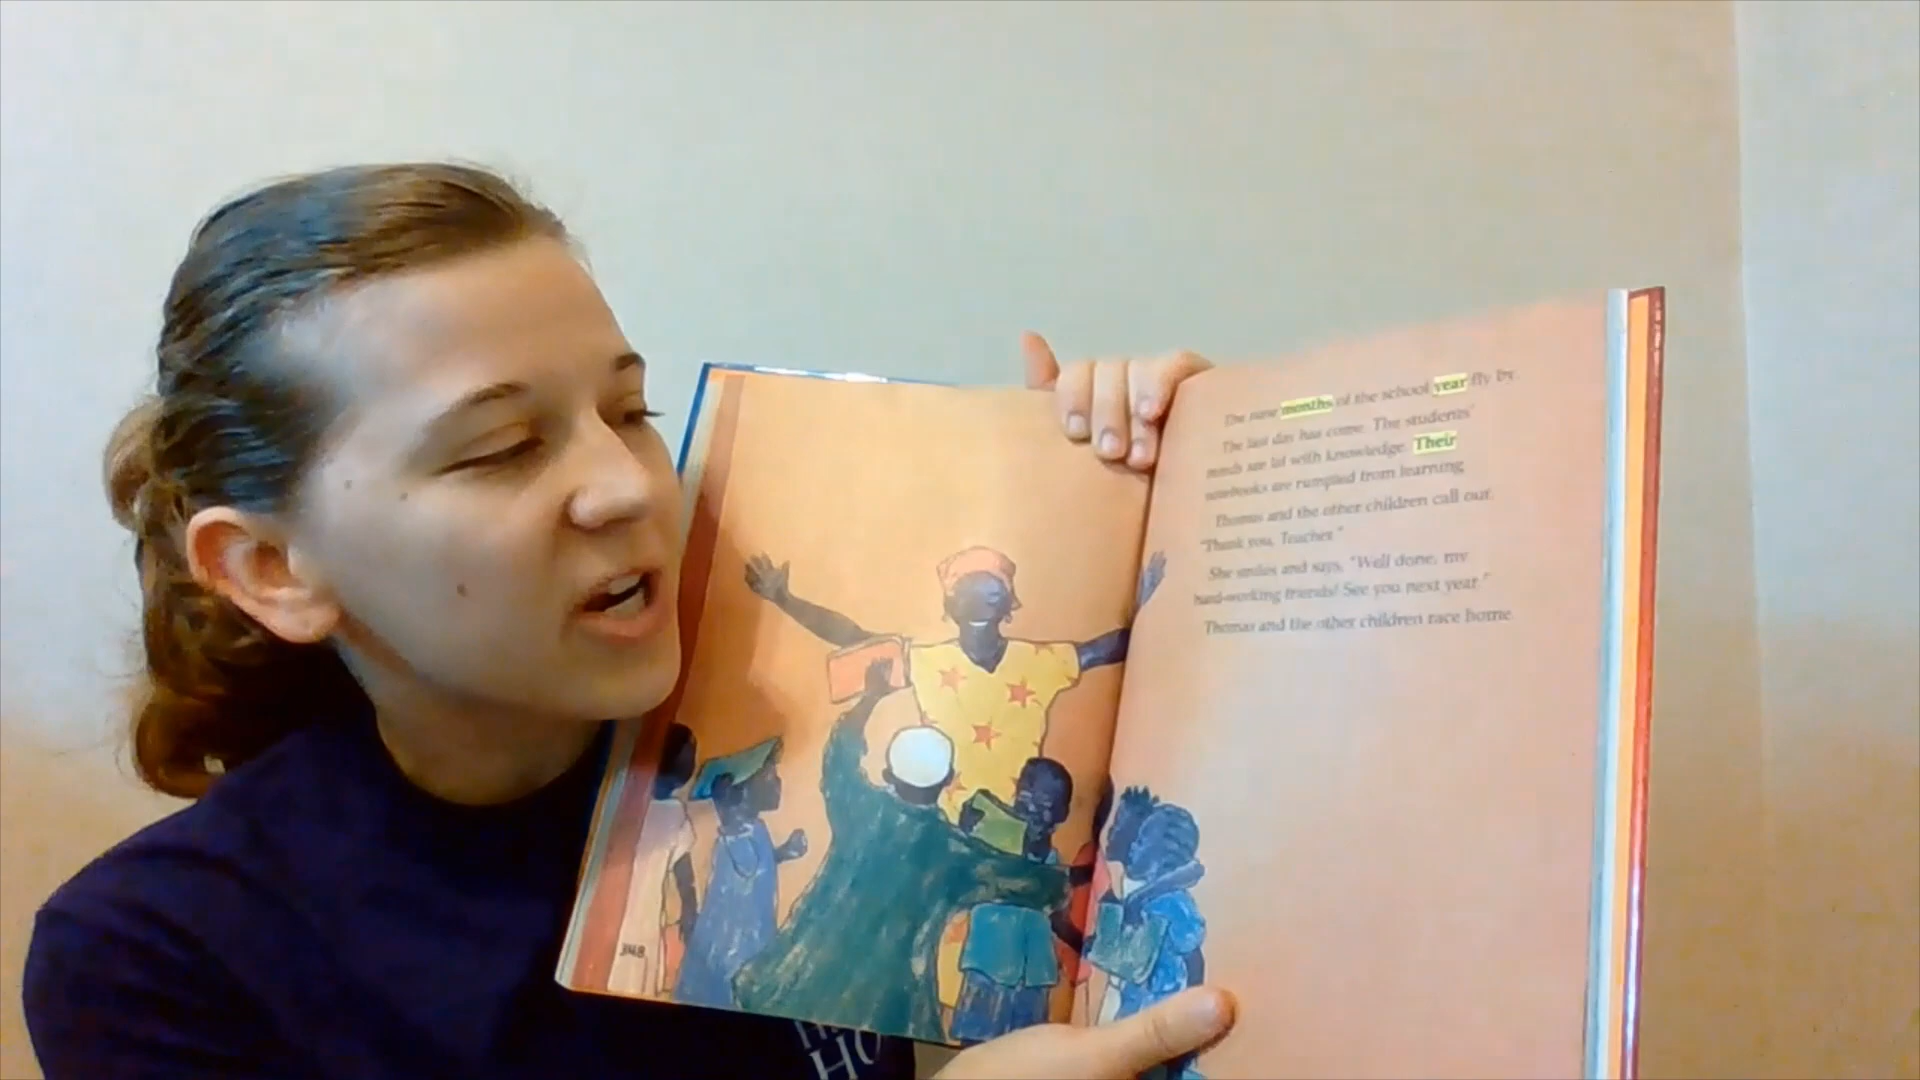 The nine months of the school year fly by.
The last day has come. The students'
minds are fat with knowledge. Their
notebooks are rumpled from learning.
Thomas and the other children call out,
"Thank you, Teacher."
She smiles and says, "Well done, my
hard-working friends! See you next year."
Thomas and the other children race home.
348
HO